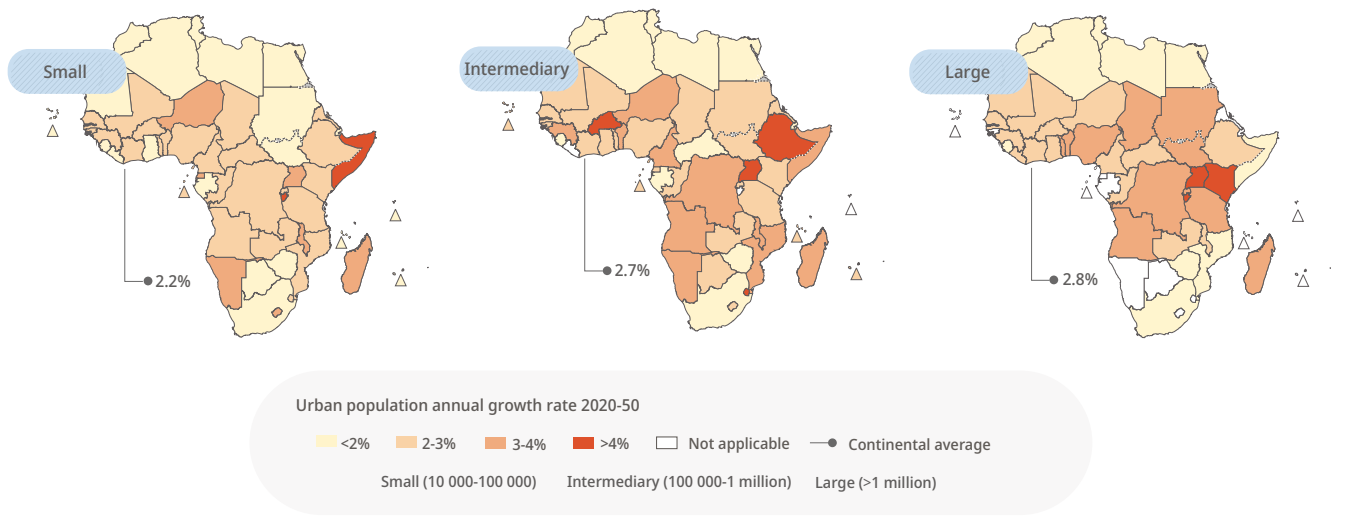 Small
Intermediary
Large
2.2%
2.7%
2.8%
Urban population annual growth rate 2020-50
<2% 2-3% 3-4% >4% Not applicable Continental average
Small (10 000-100 000) Intermediary (100 000-1 million) Large (>1 million)